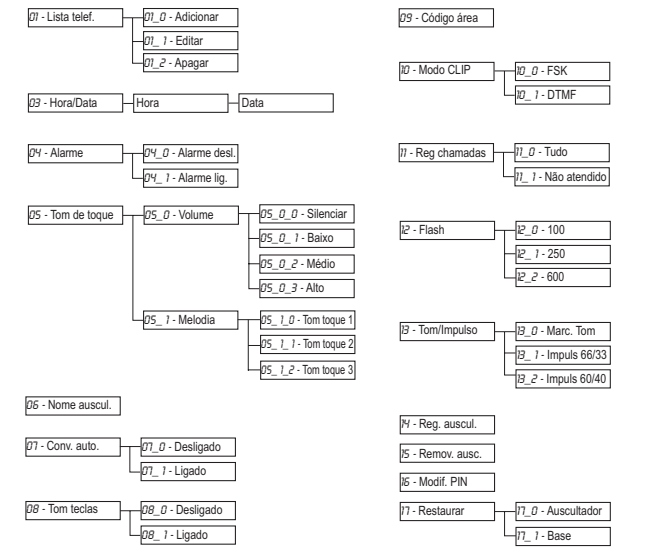 01 - Lista telef.
01_0 - Adicionar
01_1 - Editar
01_2 - Apagar
03 - Hora/Data
Hora
Data
04 - Alarme
04_0 - Alarme desl.
04_1 - Alarme lig.
05 - Tom de toque
05_0 - Volume
05_0_0 - Silenciar
05_0_1 - Baixo
05_0_2 - Médio
05_0_3 - Alto
05_1 - Melodia
05_1_0 - Tom toque 1
05_1_1 - Tom toque 2
05_1_2 - Tom toque 3
06 - Nome auscul.
07 - Conv. auto.
07_0 - Desligado
07_1 - Ligado
08 - Tom teclas
08_0 - Desligado
08_1 - Ligado
09 - Código área
10 - Modo CLIP
10_0 - FSK
10_1 - DTMF
11 - Reg chamadas
11_0 - Tudo
11_1 - Não atendido
12 - Flash
12_0 - 100
12_1 - 250
12_2 - 600
13 - Tom/Impulso
13_0 - Marc. Tom
13_1 - Impuls 66/33
13_2 - Impuls 60/40
14 - Reg. auscul.
15 - Remov. ausc.
16 - Modif. PIN
17 - Restaurar
17_0 - Auscultador
17_1 - Base